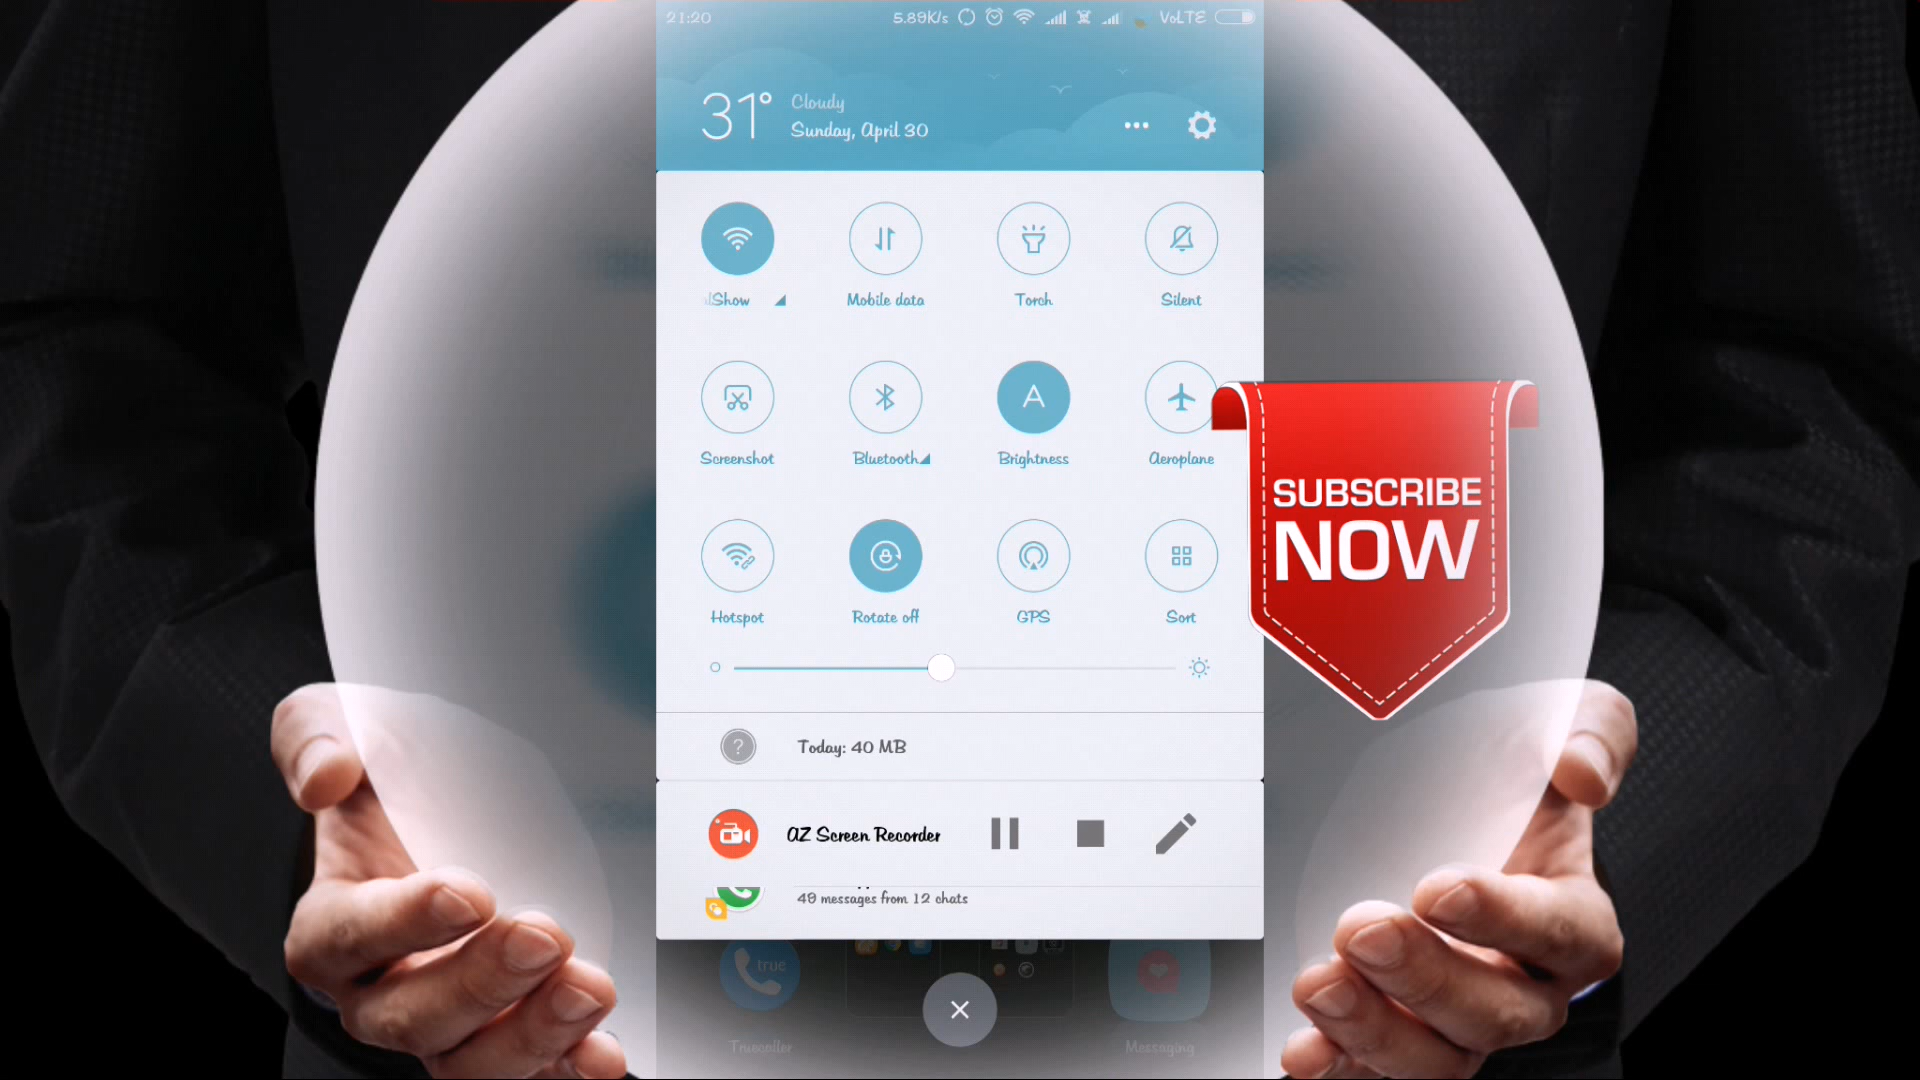 21:20 5.89K/s VoLTE
31° Cloudy
Sunday, April 30
Show Mobile data Torch Silent
A
Screenshot Bluetooth Brightness Aeroplane
SUBSCRIBE
NOW
Hotspot Rotate off GPS Sort
? Today: 40 MB
AZ Screen Recorder
49 messages from 12 chats
true
Truecaller Messaging